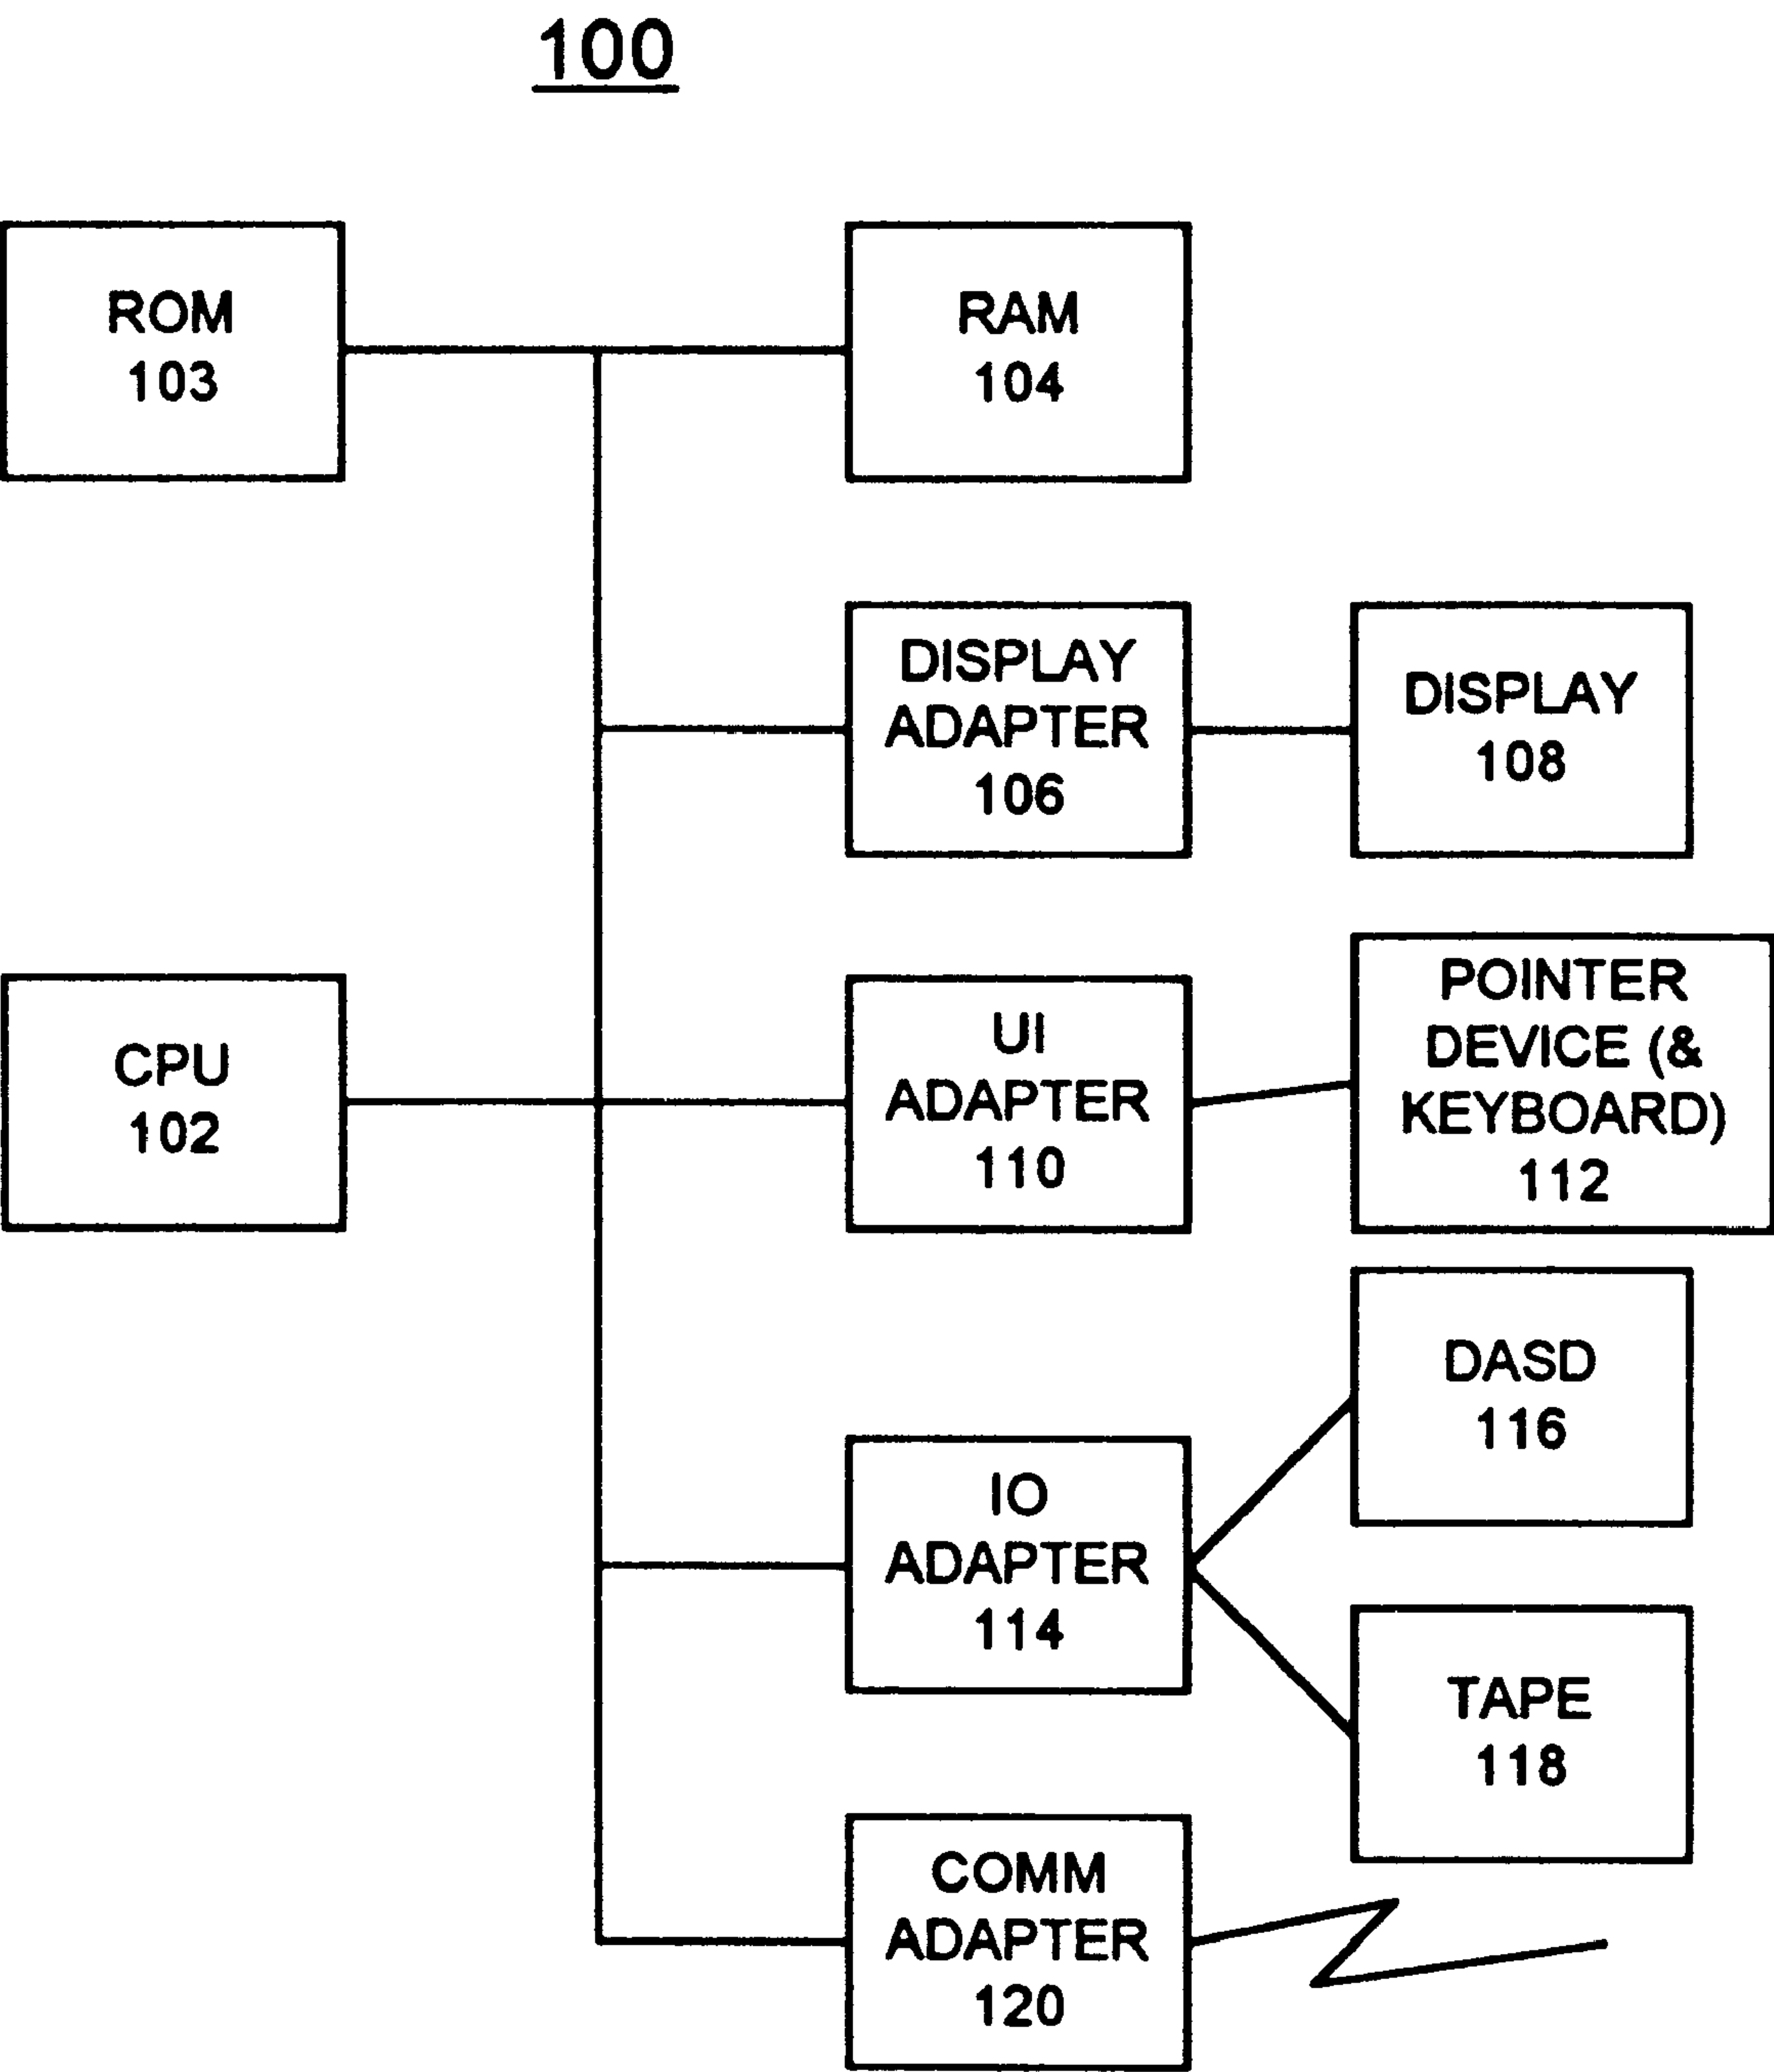 100
ROM
103
RAM
104
DISPLAY
ADAPTER
106
DISPLAY
108
CPU
102
UI
ADAPTER
110
POINTER
DEVICE (&
KEYBOARD)
112
DASD
116
IO
ADAPTER
114
TAPE
118
COMM
ADAPTER
120